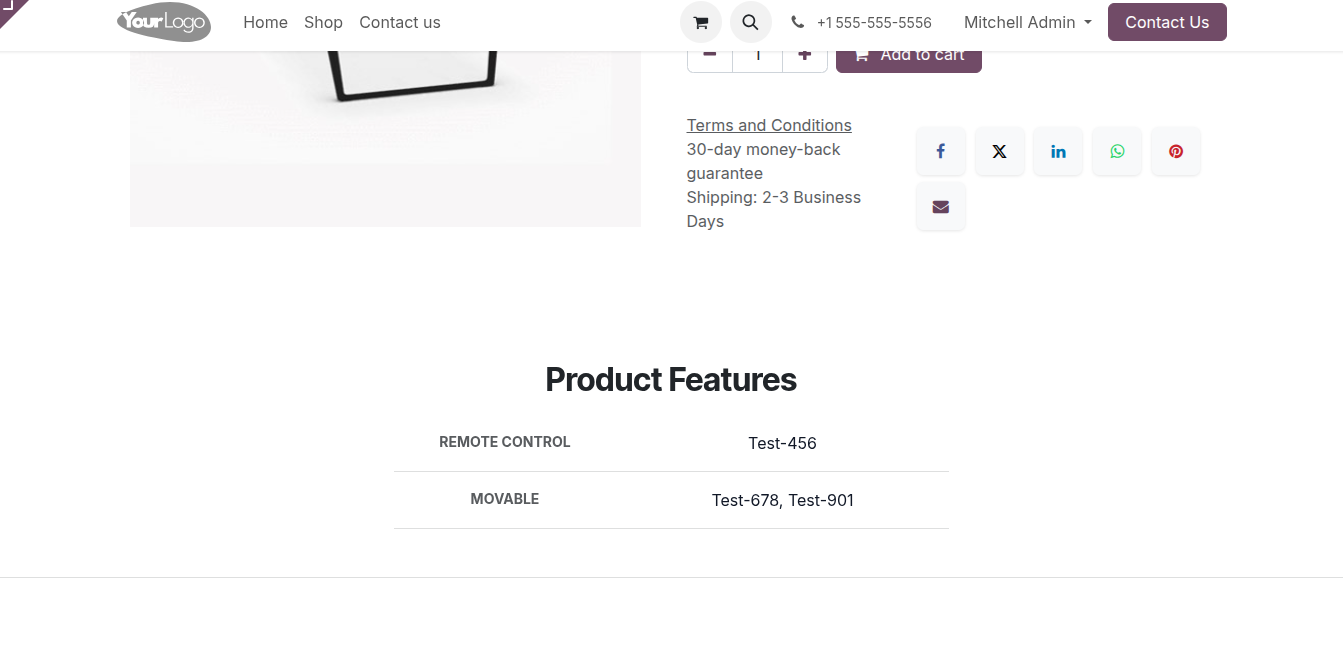 YourLogo
Home
Shop
Contact us
+1 555-555-5556
Mitchell Admin
Contact Us
1
Add to cart
Terms and Conditions
30-day money-back
guarantee
Shipping: 2-3 Business
Days
Product Features
REMOTE CONTROL
Test-456
MOVABLE
Test-678, Test-901